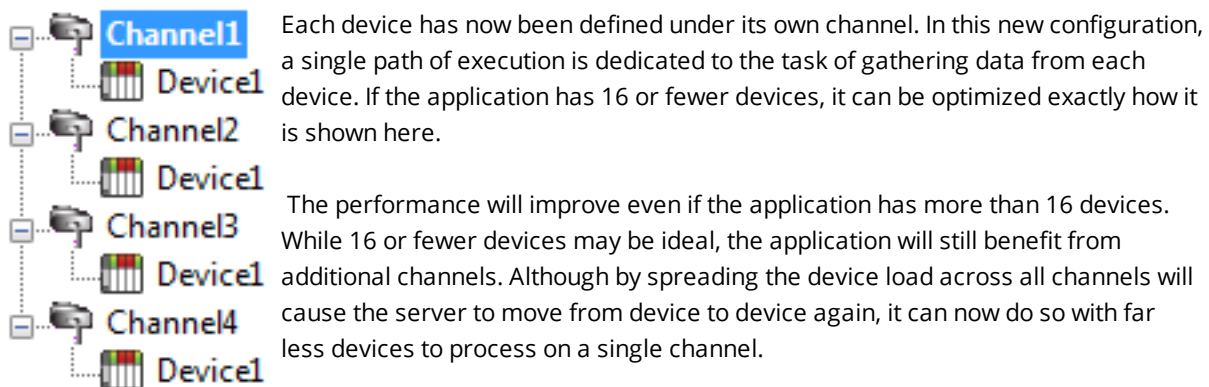 Channel1
Device1
Channel2
Device1
Channel3
Device1
Channel4
Device1
Each device has now been defined under its own channel. In this new configuration,
a single path of execution is dedicated to the task of gathering data from each
device. If the application has 16 or fewer devices, it can be optimized exactly how it
is shown here.
The performance will improve even if the application has more than 16 devices.
While 16 or fewer devices may be ideal, the application will still benefit from
additional channels. Although by spreading the device load across all channels will
cause the server to move from device to device again, it can now do so with far
less devices to process on a single channel.